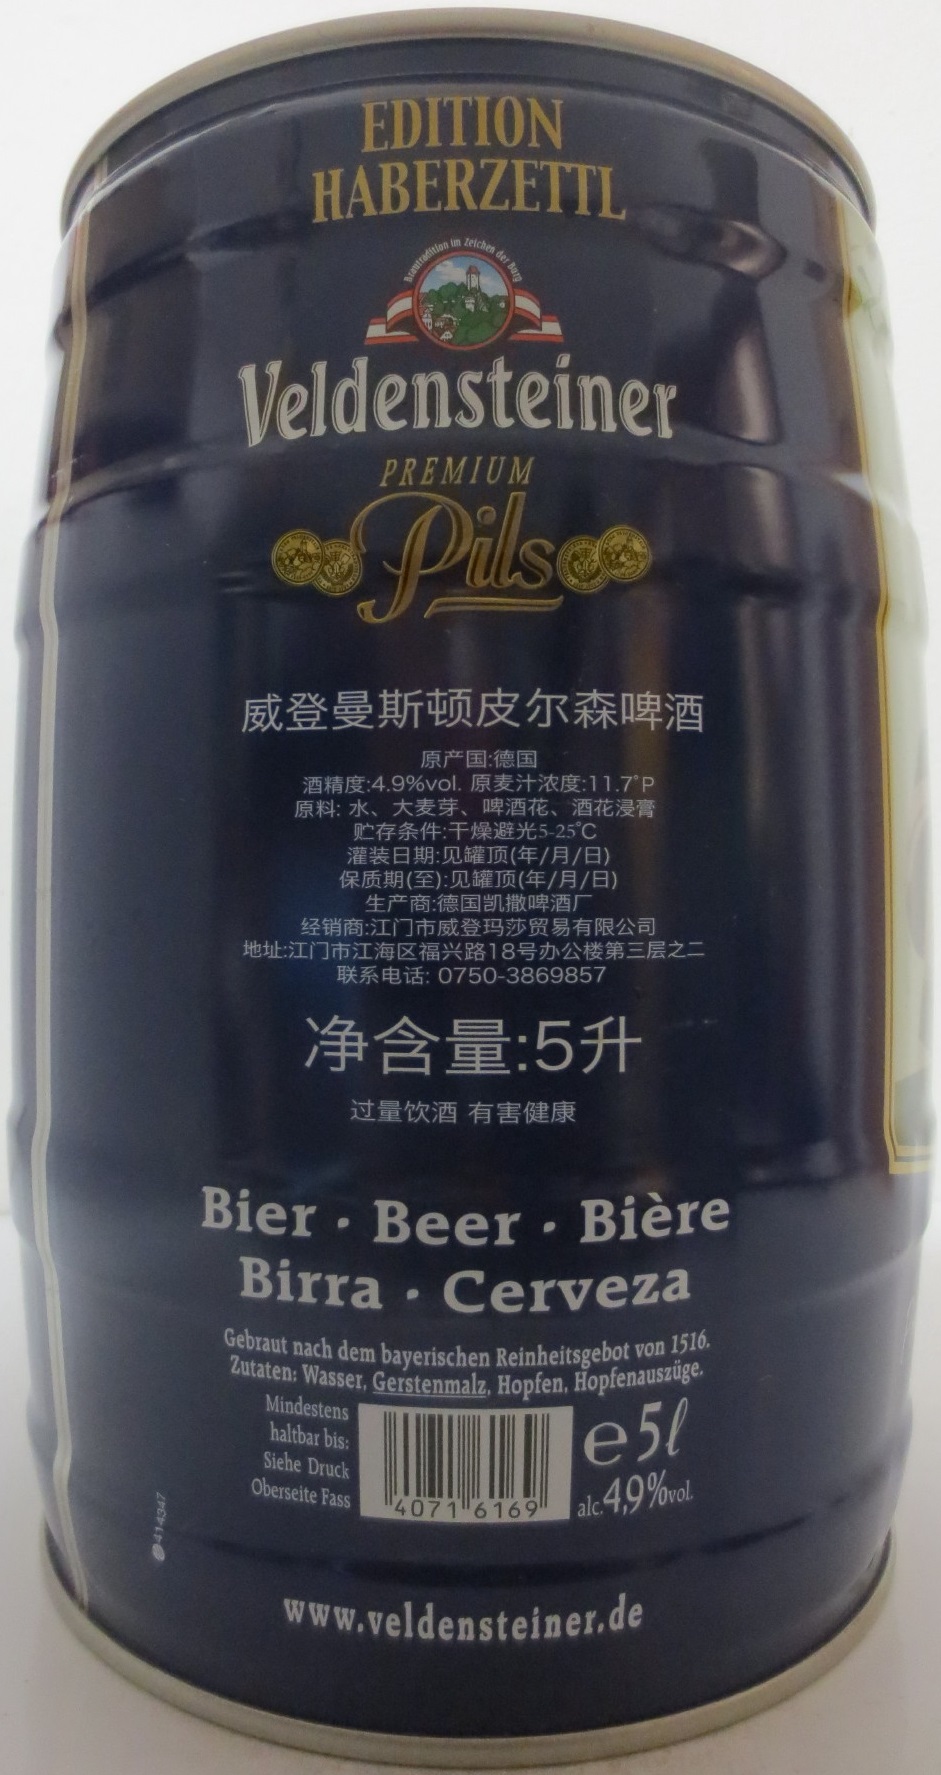 EDITION
HABERZETTL
Brautradition im Zeichen der Burg
Veldensteiner
PREMIUM
Pils
威登曼斯顿皮尔森啤酒
原产国:德国
酒精度:4.9%vol. 原麦汁浓度:11.7°P
原料: 水、大麦芽、啤酒花、酒花浸膏
贮存条件:干燥避光5-25°C
灌装日期:见罐顶(年/月/日)
保质期(至):见罐顶(年/月/日)
生产商:德国凯撒啤酒厂
经销商:江门市威登玛莎贸易有限公司
地址:江门市江海区福兴路18号办公楼第三层之二
联系电话: 0750-3869857
净含量:5升
过量饮酒 有害健康
Bier · Beer · Bière
Birra · Cerveza
Gebraut nach dem bayerischen Reinheitsgebot von 1516.
Zutaten: Wasser, Gerstenmalz, Hopfen, Hopfenauszüge.
Mindestens
haltbar bis:
Siehe Druck
Oberseite Fass
4071 6169
e 5l
alc. 4,9%vol.
414347
www.veldensteiner.de